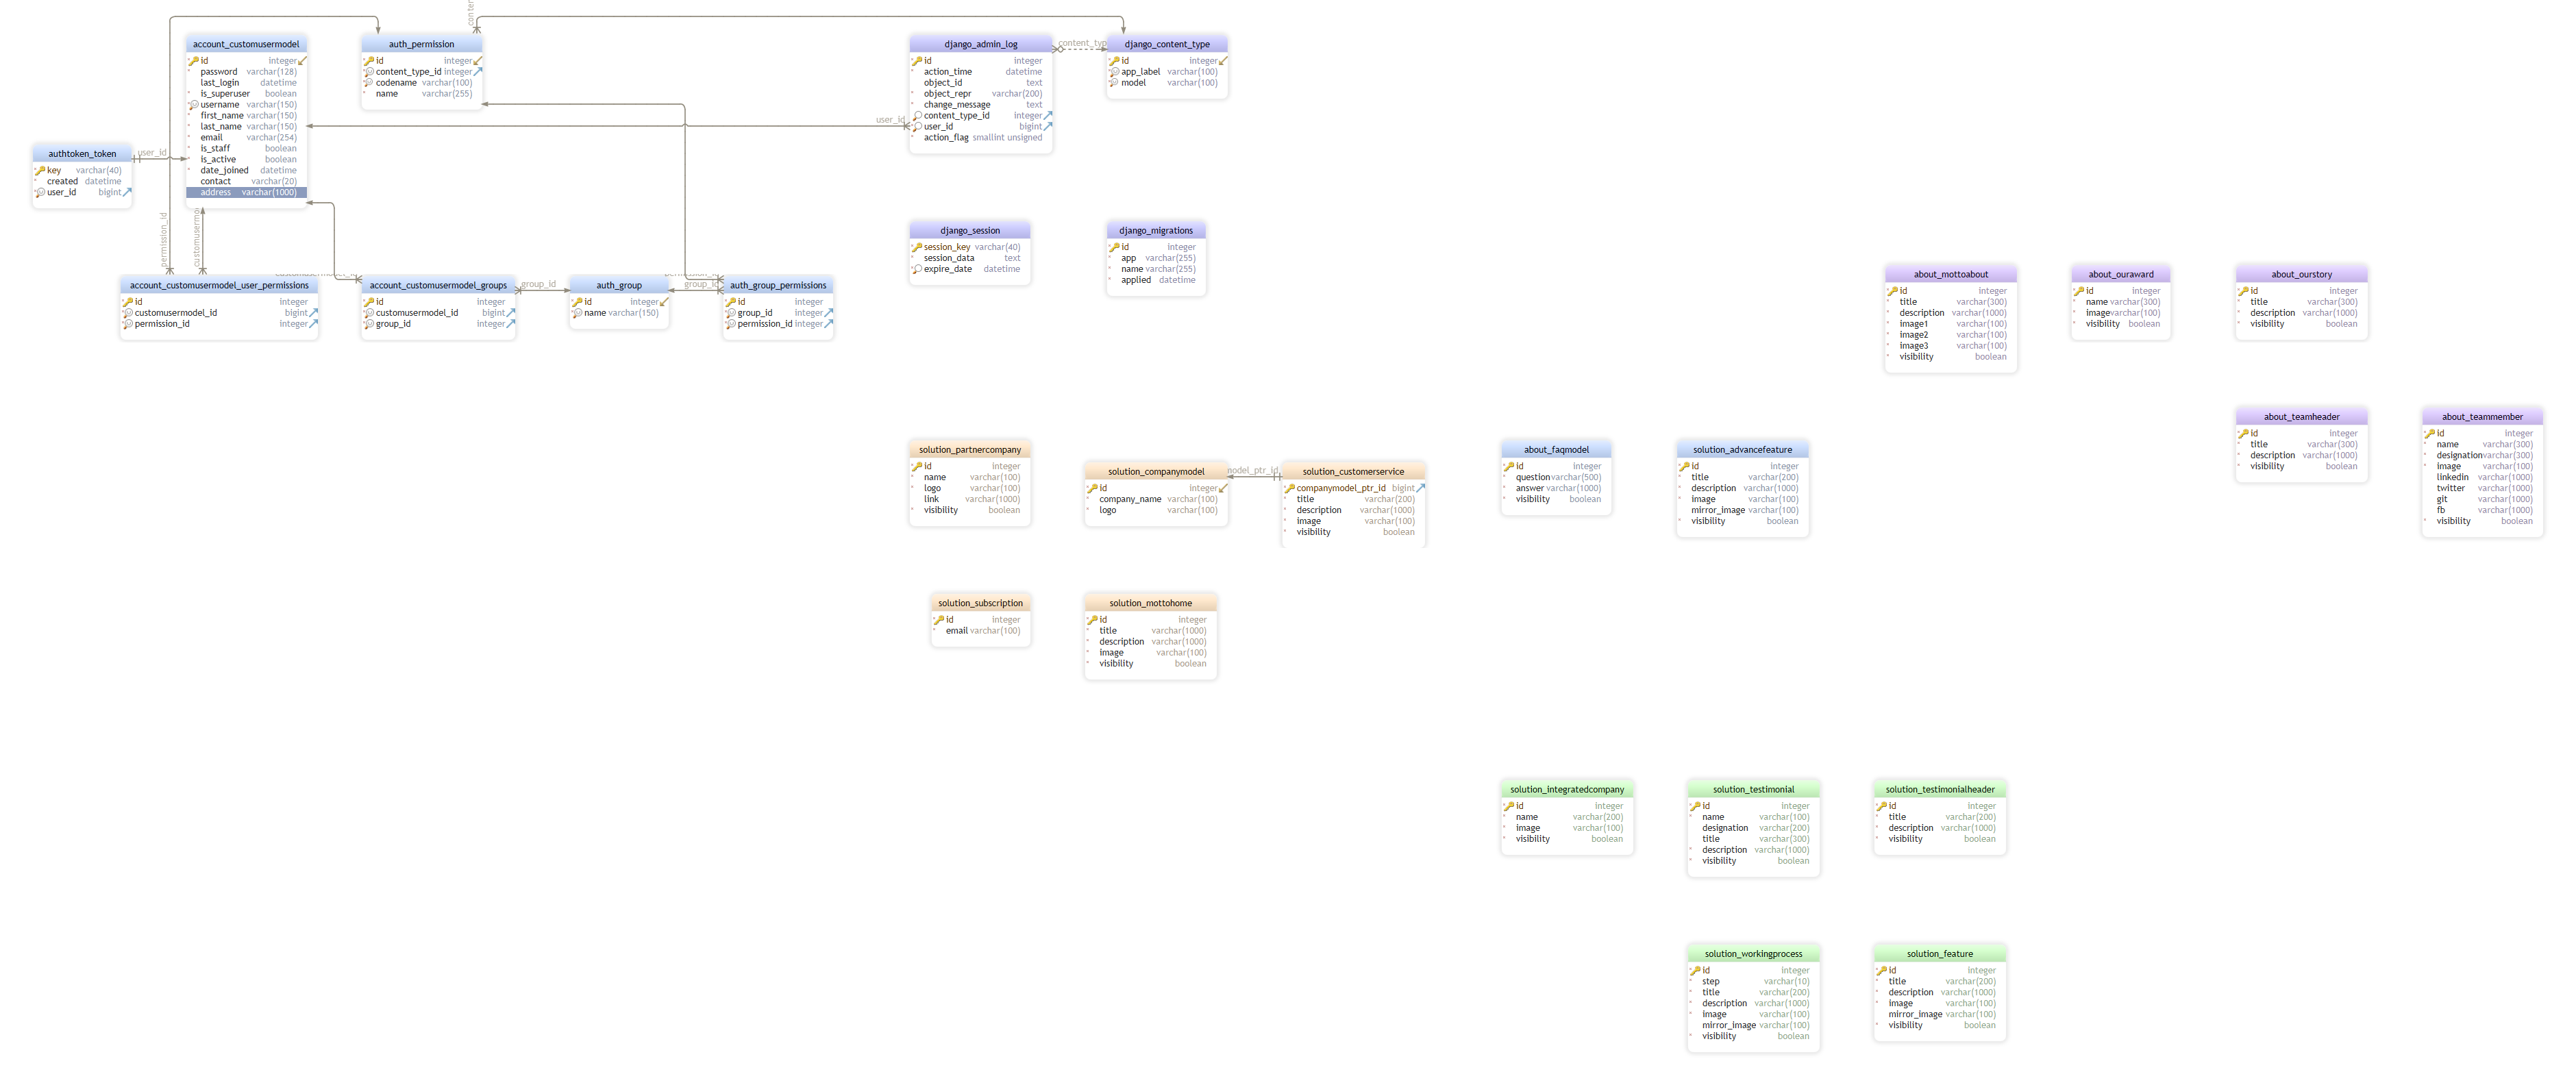 account_customusermodel
id integer
password varchar(128)
last_login datetime
is_superuser boolean
username varchar(150)
first_name varchar(150)
last_name varchar(150)
email varchar(254)
is_staff boolean
is_active boolean
date_joined datetime
contact varchar(20)
address varchar(1000)
auth_permission
id integer
content_type_id integer
codename varchar(100)
name varchar(255)
django_admin_log
id integer
action_time datetime
object_id text
object_repr varchar(200)
change_message text
content_type_id integer
user_id bigint
action_flag smallint unsigned
content_typ
django_content_type
id integer
app_label varchar(100)
model varchar(100)
user_id
authtoken_token
key varchar(40)
created datetime
user_id bigint
user_id
permission_id
customusermo
django_session
session_key varchar(40)
session_data text
expire_date datetime
django_migrations
id integer
app varchar(255)
name varchar(255)
applied datetime
account_customusermodel_user_permissions
id integer
customusermodel_id bigint
permission_id integer
account_customusermodel_groups
id integer
customusermodel_id bigint
group_id integer
group_id
auth_group
id integer
name varchar(150)
group_id
auth_group_permissions
id integer
group_id integer
permission_id integer
about_mottoabout
id integer
title varchar(300)
description varchar(1000)
image1 varchar(100)
image2 varchar(100)
image3 varchar(100)
visibility boolean
about_ouraward
id integer
name varchar(300)
image varchar(100)
visibility boolean
about_ourstory
id integer
title varchar(300)
description varchar(1000)
visibility boolean
about_teamheader
id integer
title varchar(300)
description varchar(1000)
visibility boolean
about_teammember
id integer
name varchar(300)
designation varchar(300)
image varchar(100)
linkedin varchar(1000)
twitter varchar(1000)
git varchar(1000)
fb varchar(1000)
visibility boolean
solution_partnercompany
id integer
name varchar(100)
logo varchar(100)
link varchar(1000)
visibility boolean
solution_companymodel
id integer
company_name varchar(100)
logo varchar(100)
model_ptr_id
solution_customerservice
companymodel_ptr_id bigint
title varchar(200)
description varchar(1000)
image varchar(100)
visibility boolean
about_faqmodel
id integer
question varchar(500)
answer varchar(1000)
visibility boolean
solution_advancefeature
id integer
title varchar(200)
description varchar(1000)
image varchar(100)
mirror_image varchar(100)
visibility boolean
solution_subscription
id integer
email varchar(100)
solution_mottohome
id integer
title varchar(1000)
description varchar(1000)
image varchar(100)
visibility boolean
solution_integratedcompany
id integer
name varchar(200)
image varchar(100)
visibility boolean
solution_testimonial
id integer
name varchar(100)
designation varchar(200)
title varchar(300)
description varchar(1000)
visibility boolean
solution_testimonialheader
id integer
title varchar(200)
description varchar(1000)
visibility boolean
solution_workingprocess
id integer
step varchar(10)
title varchar(200)
description varchar(1000)
image varchar(100)
mirror_image varchar(100)
visibility boolean
solution_feature
id integer
title varchar(200)
description varchar(1000)
image varchar(100)
mirror_image varchar(100)
visibility boolean